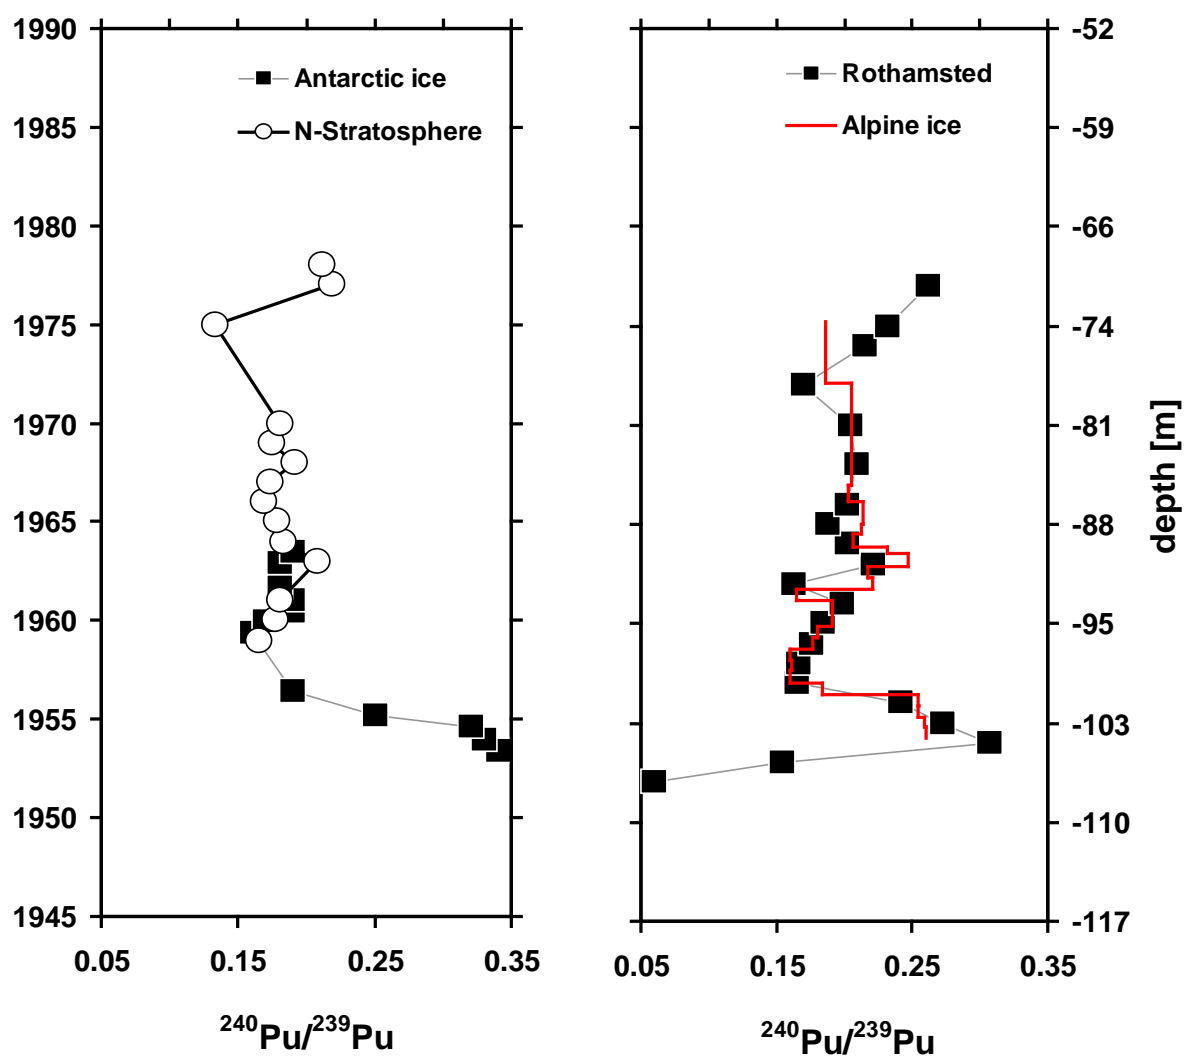 1990
1985
1980
1975
1970
1965
1960
1955
1950
1945
0.05 0.15 0.25 0.35
240Pu/239Pu
Antarctic ice
N-Stratosphere
Rothamsted
Alpine ice
-52
-59
-66
-74
-81
-88
-95
-103
-110
-117
depth [m]
0.05 0.15 0.25 0.35
240Pu/239Pu